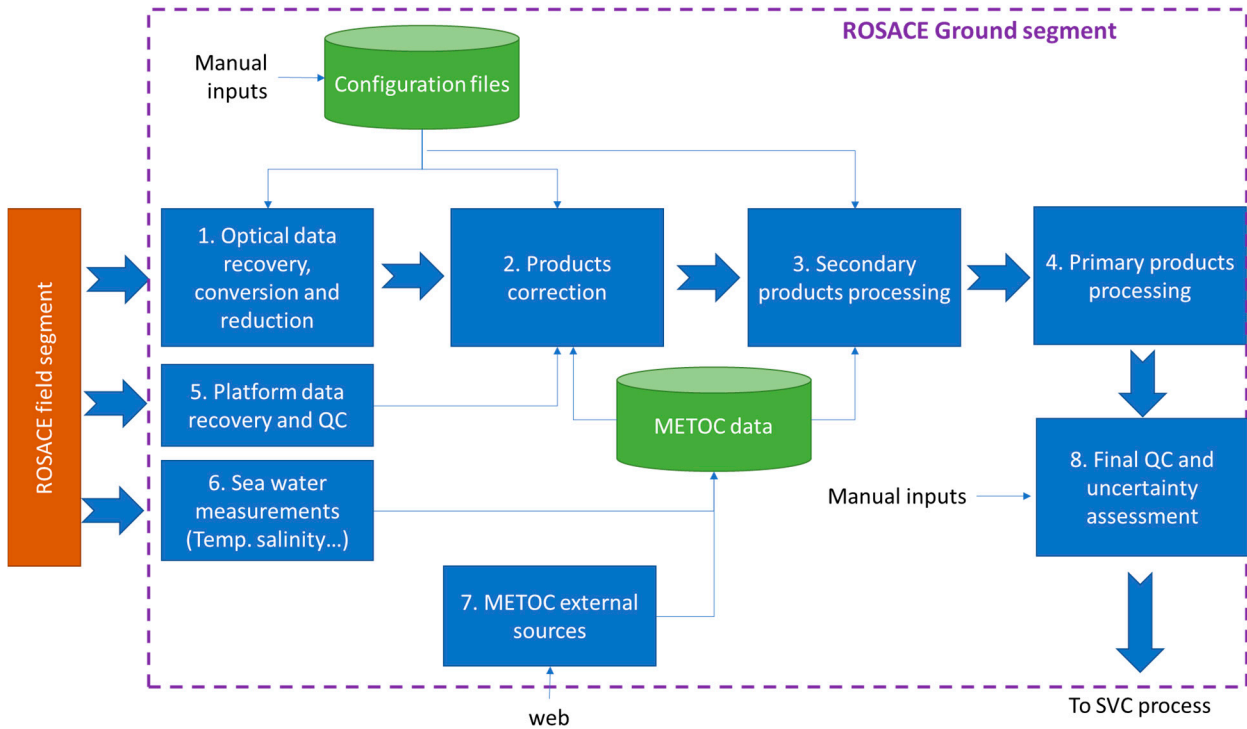 ROSACE Ground segment
Manual
inputs
Configuration files
ROSACE field segment
1. Optical data
recovery,
conversion and
reduction
2. Products
correction
3. Secondary
products processing
4. Primary products
processing
5. Platform data
recovery and QC
METOC data
6. Sea water
measurements
(Temp. salinity...)
Manual inputs
8. Final QC and
uncertainty
assessment
7. METOC external
sources
web
To SVC process